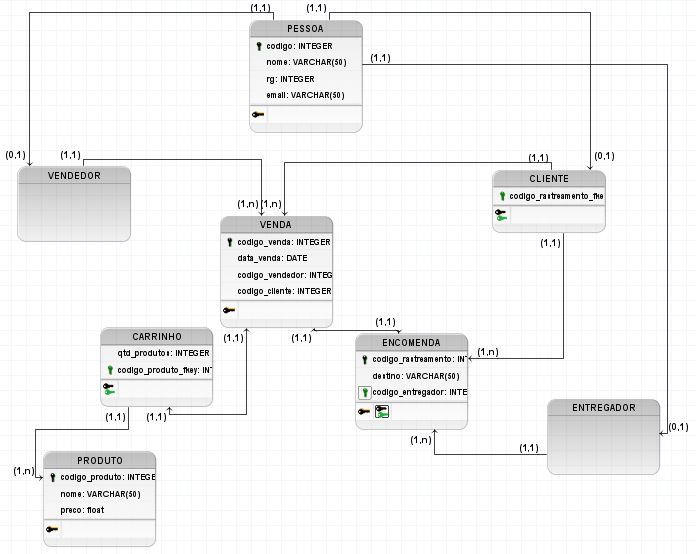 (1,1)
(1,1)
PESSOA
codigo: INTEGER
nome: VARCHAR(50)
rg: INTEGER
email: VARCHAR(50)
(1,1)
(0,1)
(1,1)
(1,1)
(0,1)
VENDEDOR
CLIENTE
codigo_rastreamento_fke
(1,n)
(1,n)
VENDA
codigo_venda: INTEGER
data_venda: DATE
codigo_vendedor: INTEG
codigo_cliente: INTEGER
(1,1)
(1,1)
(1,1)
(1,1)
CARRINHO
qtd_produtos: INTEGER
codigo_produto_fkey: INT
(1,1)
(1,1)
ENCOMENDA
codigo_rastreamento: INT
destino: VARCHAR(50)
codigo_entregador: INTE
(1,n)
(1,n)
(1,1)
ENTREGADOR
(0,1)
(1,n)
PRODUTO
codigo_produto: INTEGE
nome: VARCHAR(50)
preco: float